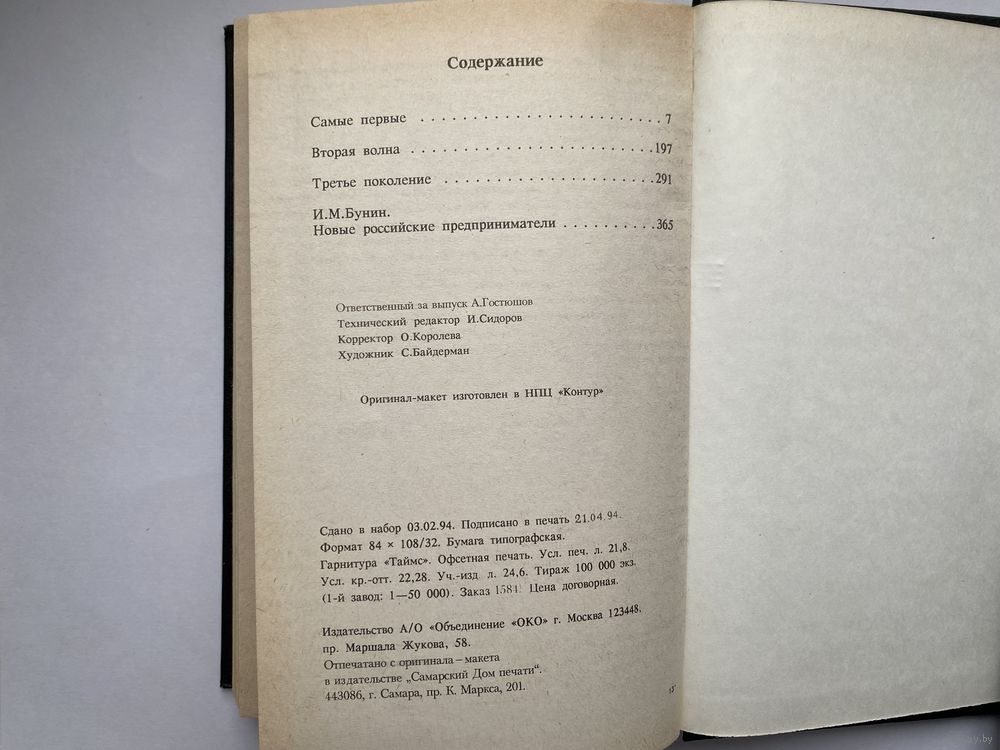 Содержание
Самые первые . . . . . . . . . . . . . . . . . . . . . . . . . 7
Вторая волна . . . . . . . . . . . . . . . . . . . . . . . . .197
Третье поколение . . . . . . . . . . . . . . . . . . . . . .291
И.М.Бунин.
Новые российские предприниматели . . . . . . . . . .365
Ответственный за выпуск А.Гостюшов
Технический редактор И.Сидоров
Корректор О.Королева
Художник С.Байдерман
Оригинал-макет изготовлен в НПЦ «Контур»
Сдано в набор 03.02.94. Подписано в печать 21.04.94.
Формат 84 × 108/32. Бумага типографская.
Гарнитура «Таймс». Офсетная печать. Усл. печ. л. 21,8.
Усл. кр.-отт. 22,28. Уч.-изд л. 24,6. Тираж 100 000 экз.
(1-й завод: 1—50 000). Заказ 1584. Цена договорная.
Издательство А/О «Объединение «ОКО» г. Москва 123448.
пр. Маршала Жукова, 58.
Отпечатано с оригинала – макета
в издательстве „Самарский Дом печати“.
443086, г. Самара, пр. К. Маркса, 201.